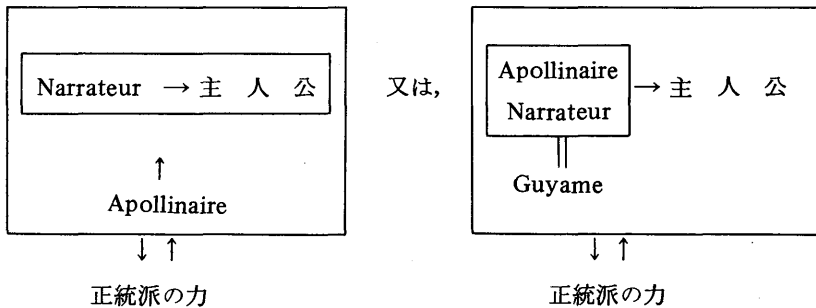 Narrateur → 主人公
↑
Apollinaire
↓ ↑
正統派の力
又は,
Apollinaire
Narrateur
→ 主人公
Guyame
↓ ↑
正統派の力